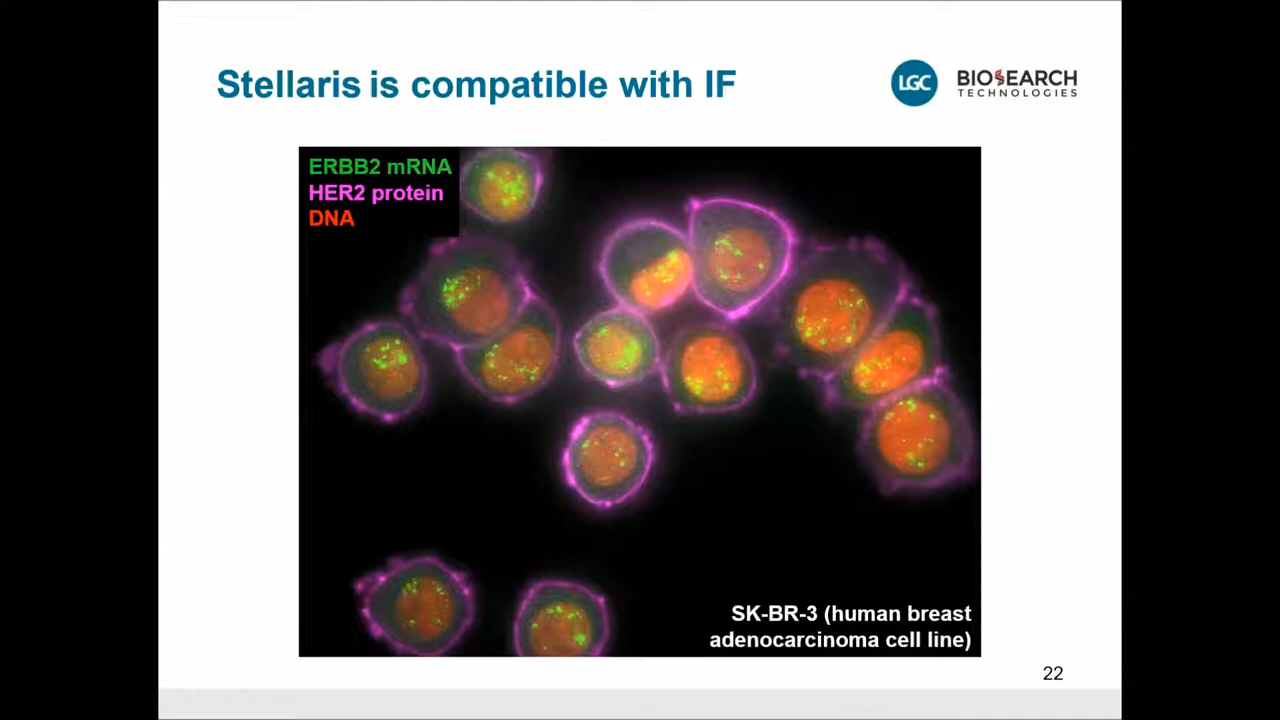 Stellaris is compatible with IF
LGC
BIOSEARCH
TECHNOLOGIES
ERBB2 mRNA
HER2 protein
DNA
SK-BR-3 (human breast
adenocarcinoma cell line)
22